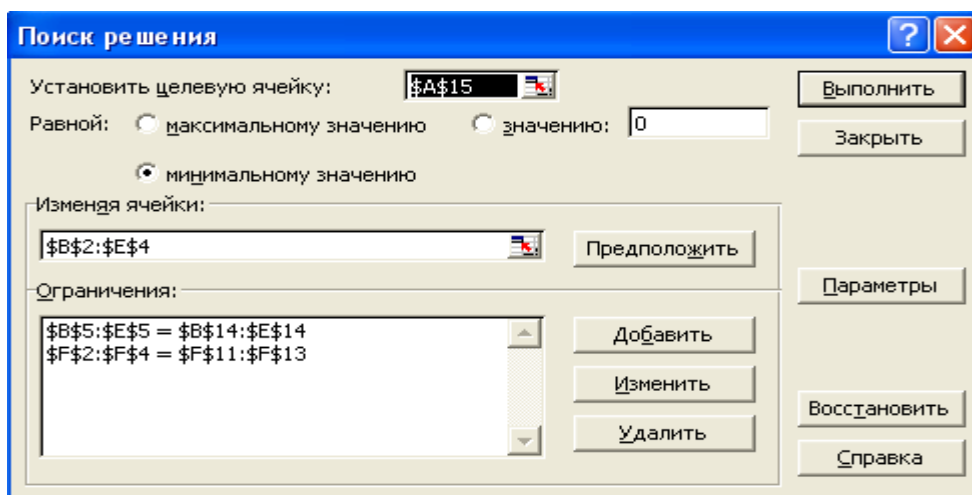 Поиск решения
Установить целевую ячейку: $A$15
Выполнить
Равной: максимальному значению значению: 0
Закрыть
минимальному значению
Изменяя ячейки:
$B$2:$E$4
Предположить
Ограничения:
Параметры
$B$5:$E$5 = $B$14:$E$14
$F$2:$F$4 = $F$11:$F$13
Добавить
Изменить
Удалить
Восстановить
Справка